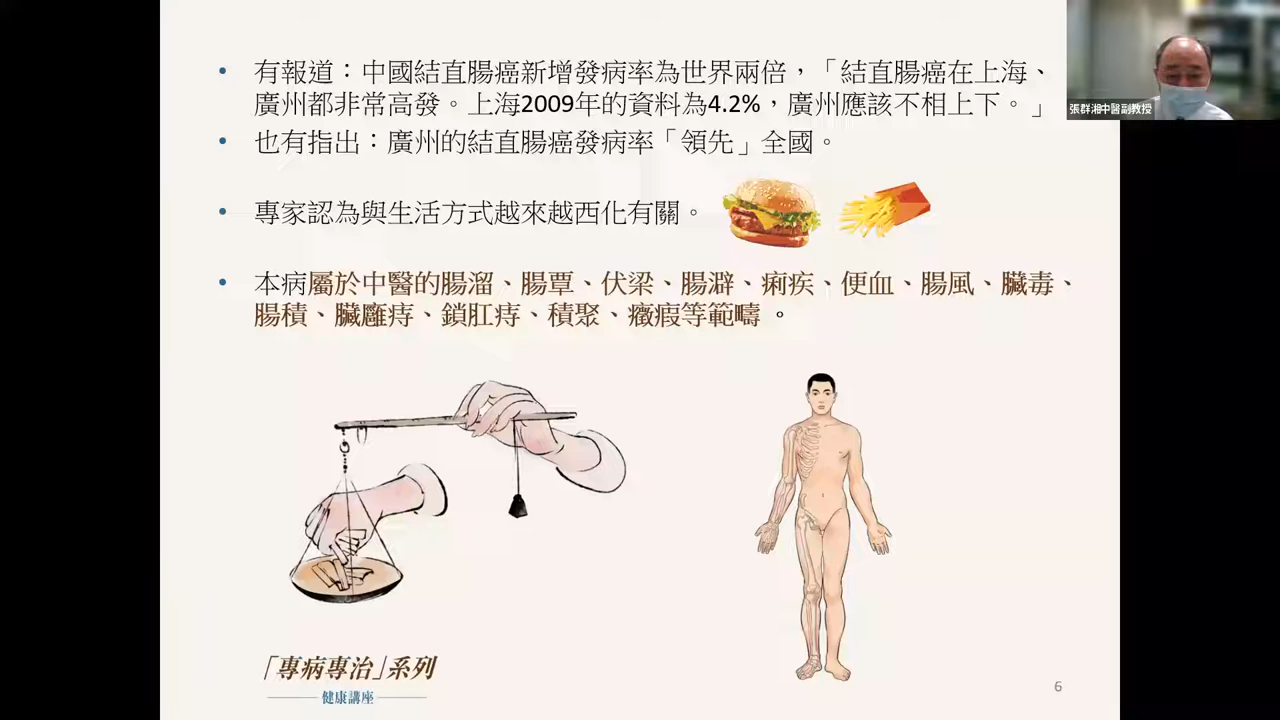 有報道：中國結直腸癌新增發病率為世界兩倍，「結直腸癌在上海、
廣州都非常高發。上海2009年的資料為4.2%，廣州應該不相上下。」
也有指出：廣州的結直腸癌發病率「領先」全國。
專家認為與生活方式越來越西化有關。
本病屬於中醫的腸溜、腸覃、伏梁、腸澼、痢疾、便血、腸風、臟毒、
腸積、臟癰痔、鎖肛痔、積聚、癥瘕等範疇 。
「專病專治」系列
健康講座
6
張群湘中醫副教授